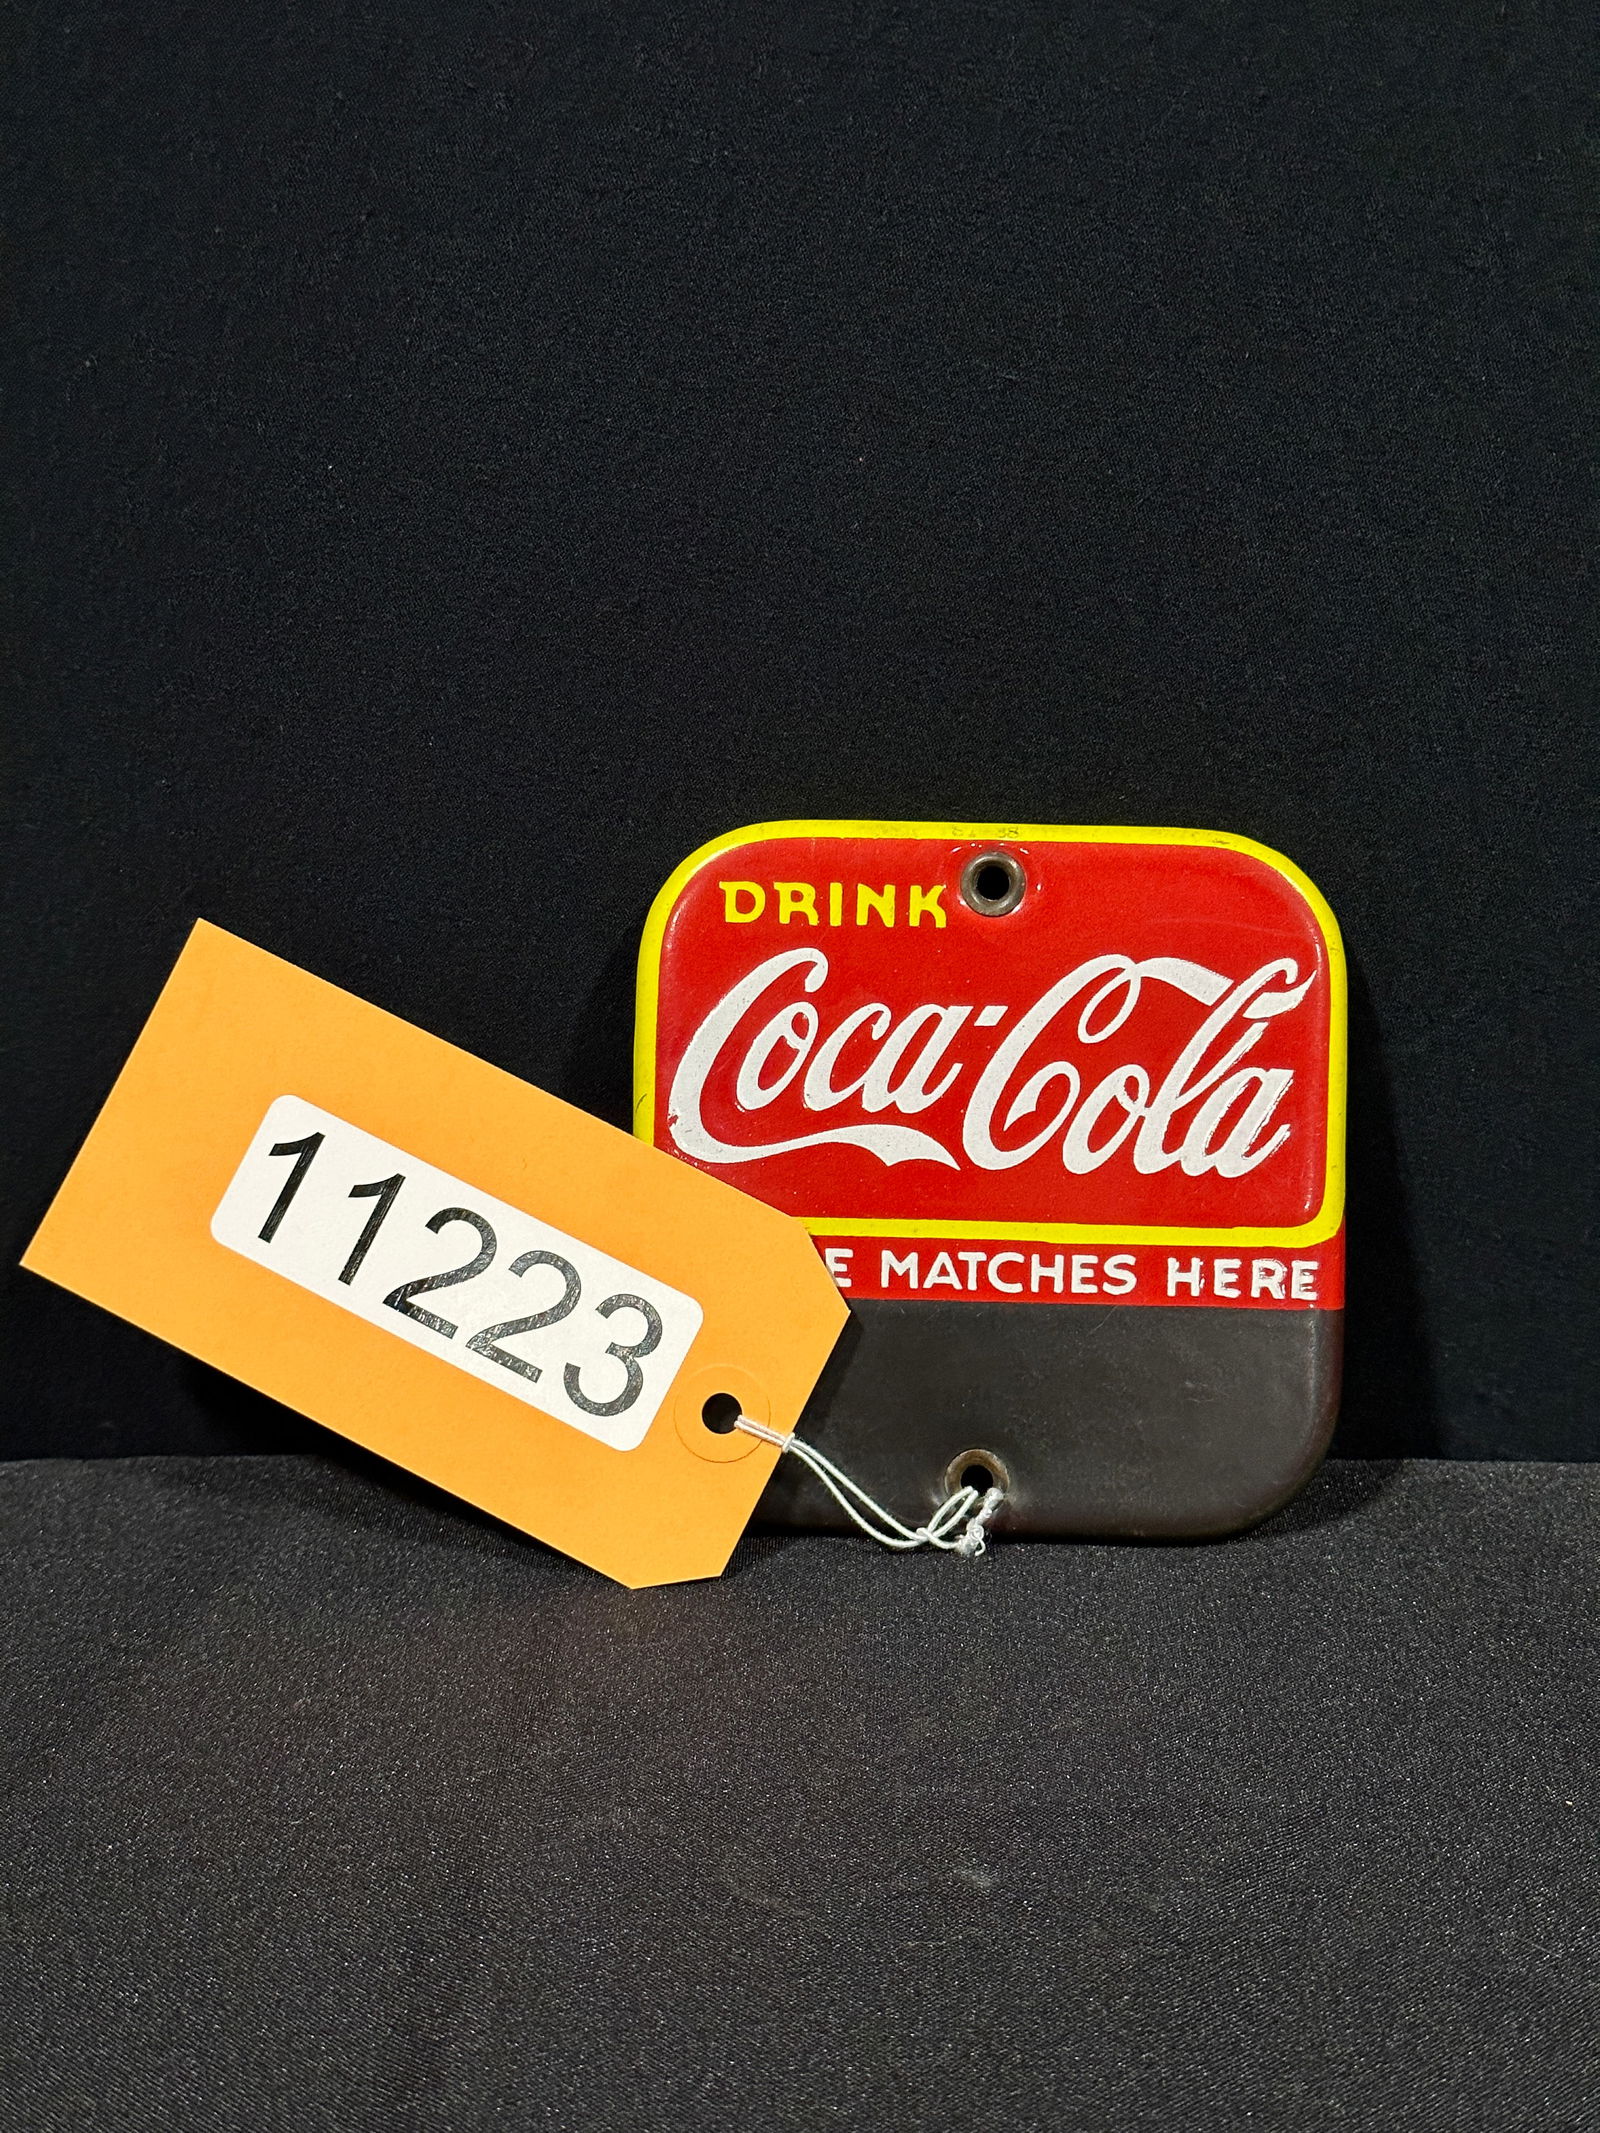 DRINK
Coca-Cola
E MATCHES HERE
11223